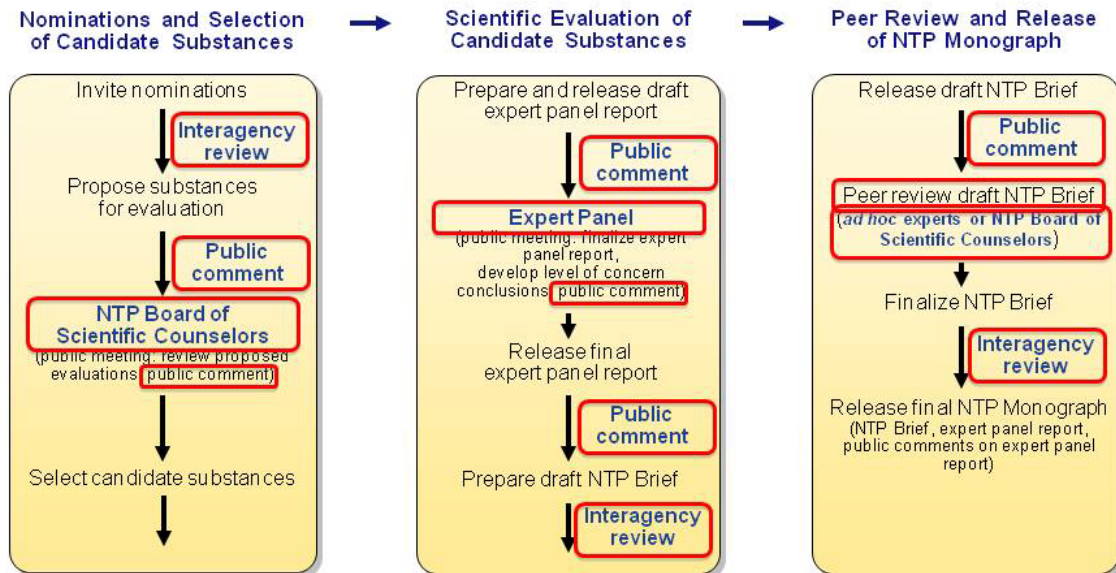 Nominations and Selection
of Candidate Substances
Invite nominations
Interagency
review
Propose substances
for evaluation
Public
comment
NTP Board of
Scientific Counselors
(public meeting: review proposed
evaluations, public comment)
Select candidate substances
Scientific Evaluation of
Candidate Substances
Prepare and release draft
expert panel report
Public
comment
Expert Panel
(public meeting: finalize expert
panel report,
develop level of concern
conclusions, public comment)
Release final
expert panel report
Public
comment
Prepare draft NTP Brief
Interagency
review
Peer Review and Release
of NTP Monograph
Release draft NTP Brief
Public
comment
Peer review draft NTP Brief
(ad hoc experts or NTP Board of
Scientific Counselors)
Finalize NTP Brief
Interagency
review
Release final NTP Monograph
(NTP Brief, expert panel report,
public comments on expert panel
report)